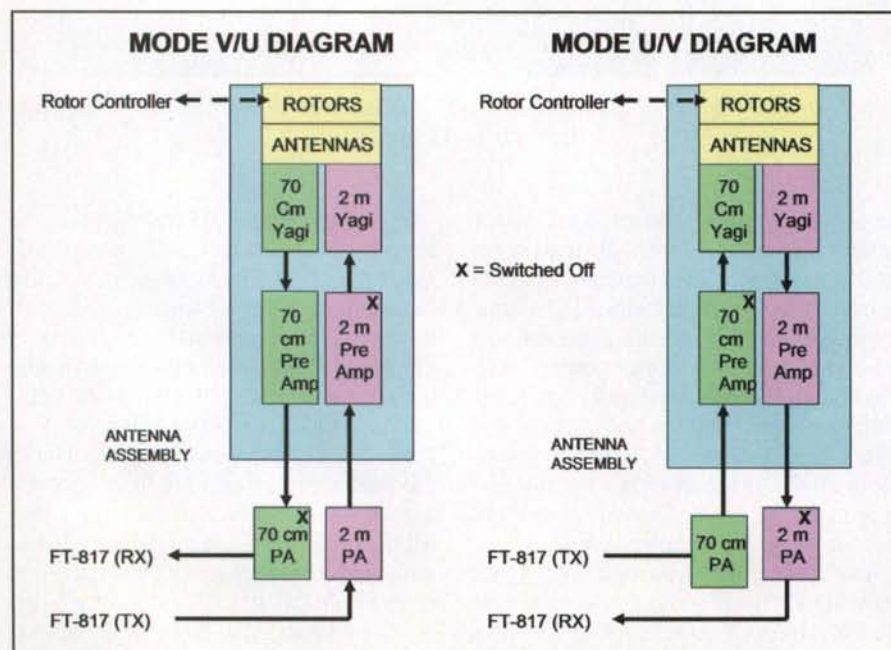 MODE V/U DIAGRAM
Rotor Controller
ROTORS
ANTENNAS
70
Cm
Yagi
2 m
Yagi
70
cm
Pre
Amp
X
2 m
Pre
Amp
ANTENNA
ASSEMBLY
X
70 cm
PA
2 m
PA
FT-817 (RX)
FT-817 (TX)
X = Switched Off
MODE U/V DIAGRAM
Rotor Controller
ROTORS
ANTENNAS
70
Cm
Yagi
2 m
Yagi
X
70
cm
Pre
Amp
2 m
Pre
Amp
ANTENNA
ASSEMBLY
70 cm
PA
X
2 m
PA
FT-817 (TX)
FT-817 (RX)